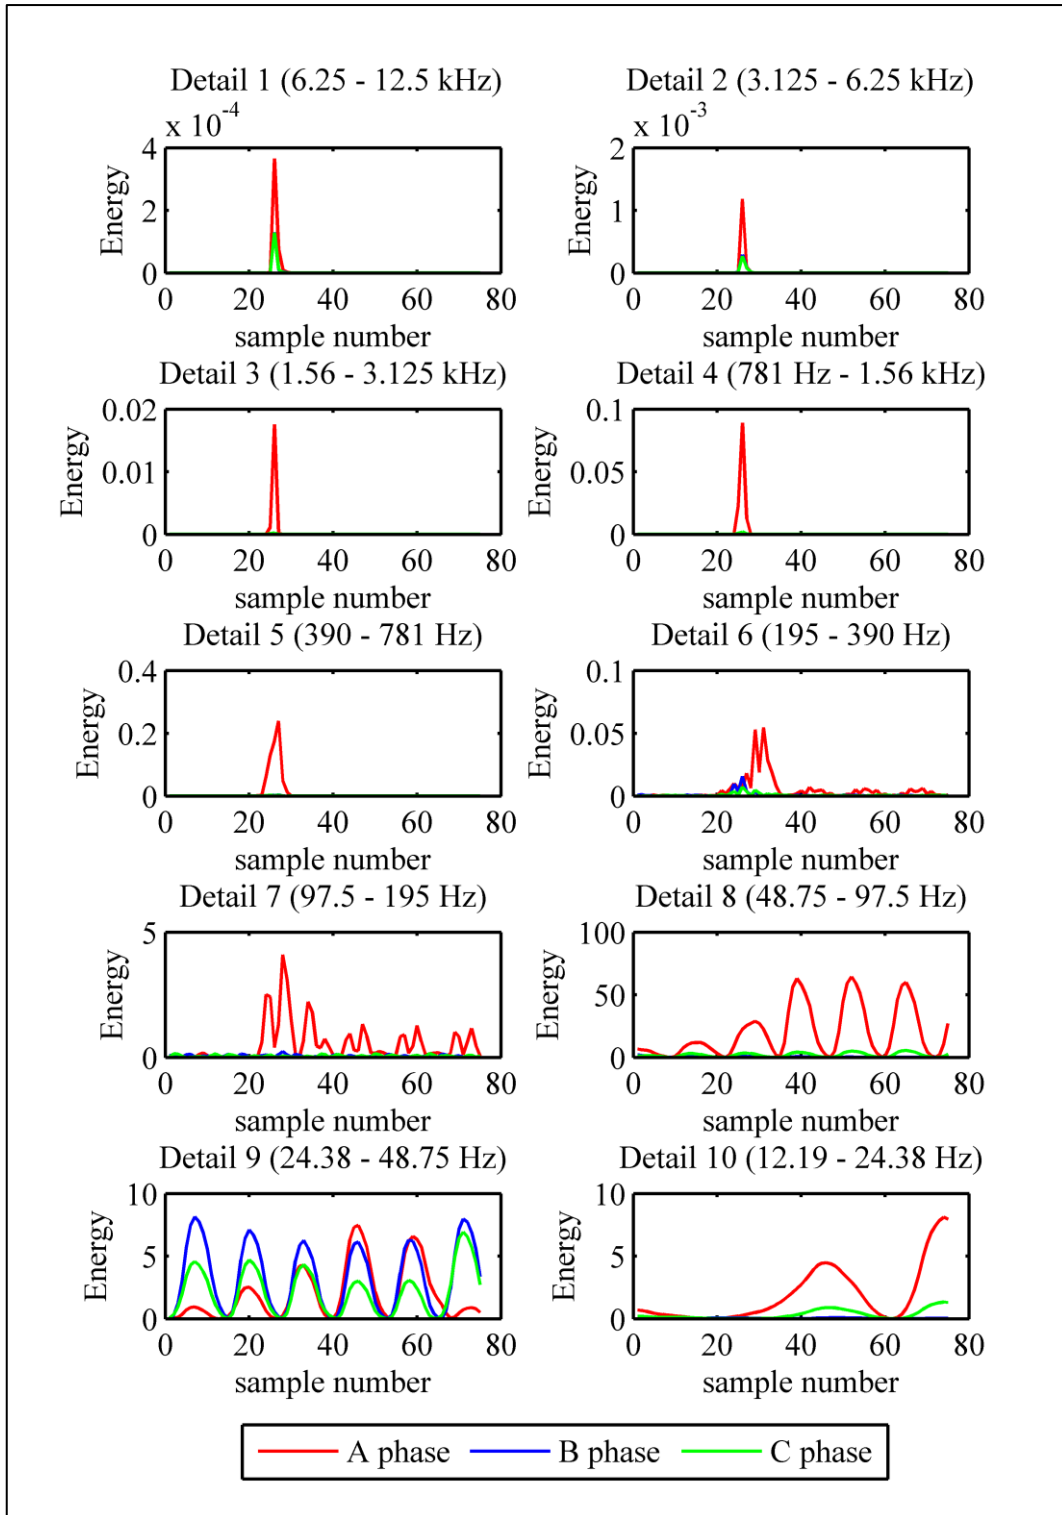 Detail 1 (6.25 - 12.5 kHz)
x 10^-4
Energy
4
2
0
0 20 40 60 80
sample number
Detail 2 (3.125 - 6.25 kHz)
x 10^-3
Energy
2
1
0
0 20 40 60 80
sample number
Detail 3 (1.56 - 3.125 kHz)
Energy
0.02
0.01
0
0 20 40 60 80
sample number
Detail 4 (781 Hz - 1.56 kHz)
Energy
0.1
0.05
0
0 20 40 60 80
sample number
Detail 5 (390 - 781 Hz)
Energy
0.4
0.2
0
0 20 40 60 80
sample number
Detail 6 (195 - 390 Hz)
Energy
0.1
0.05
0
0 20 40 60 80
sample number
Detail 7 (97.5 - 195 Hz)
Energy
5
0
0 20 40 60 80
sample number
Detail 8 (48.75 - 97.5 Hz)
Energy
100
50
0
0 20 40 60 80
sample number
Detail 9 (24.38 - 48.75 Hz)
Energy
10
5
0
0 20 40 60 80
sample number
Detail 10 (12.19 - 24.38 Hz)
Energy
10
5
0
0 20 40 60 80
sample number
A phase B phase C phase